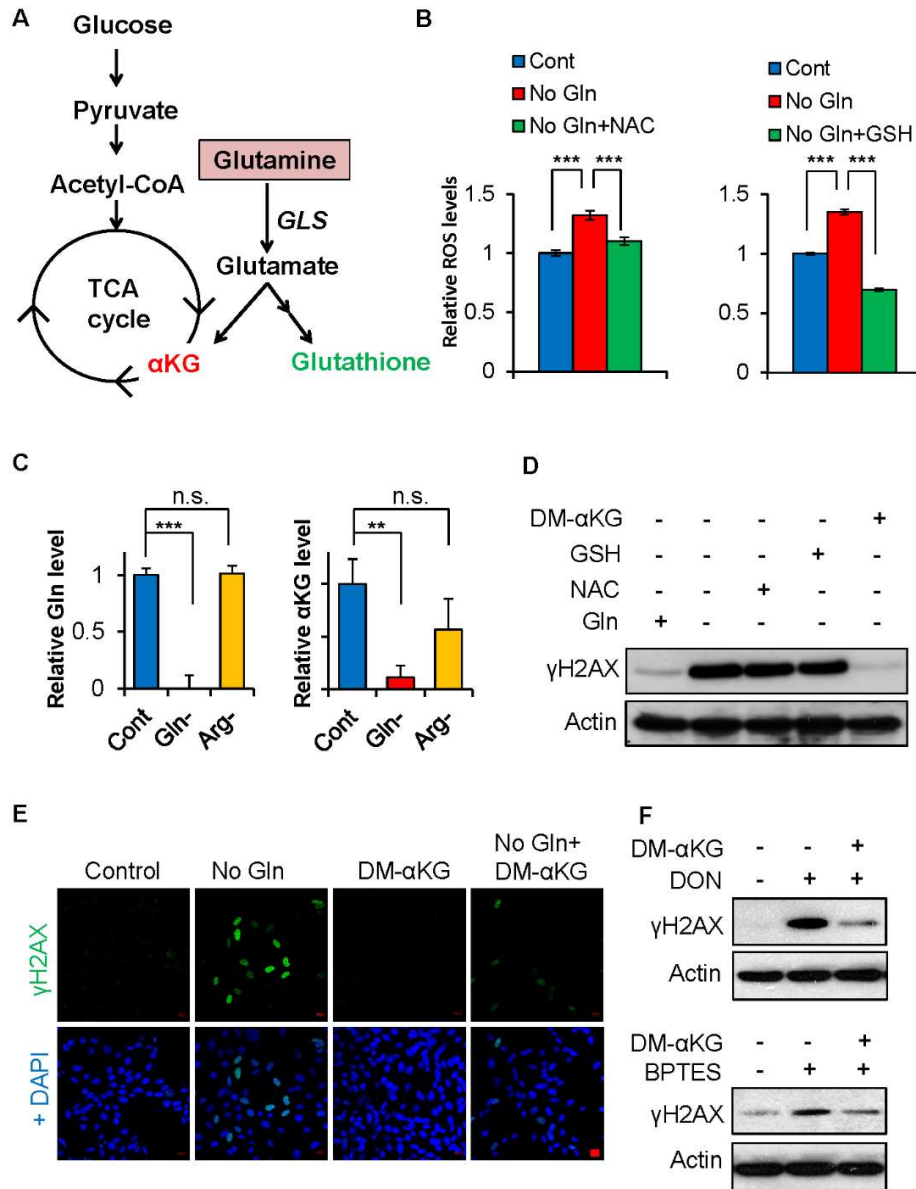 A
Glucose
Pyruvate
Acetyl-CoA
Glutamine
GLS
Glutamate
TCA
cycle
αKG
Glutathione
B
Cont
No Gln
No Gln+NAC
*** ***
Relative ROS levels
1.5
1
0.5
0
Cont
No Gln
No Gln+GSH
*** ***
1.5
1
0.5
0
C
n.s.
***
Relative Gln level
1
0.5
0
Cont
Gln-
Arg-
n.s.
**
Relative αKG level
Cont
Gln-
Arg-
D
DM-αKG - - - - +
GSH - - - + -
NAC - - + - -
Gln + - - - -
γH2AX
Actin
E
Control
No Gln
DM-αKG
No Gln+
DM-αKG
γH2AX
+ DAPI
F
DM-αKG - - +
DON - + +
γH2AX
Actin
DM-αKG - - +
BPTES - + +
γH2AX
Actin